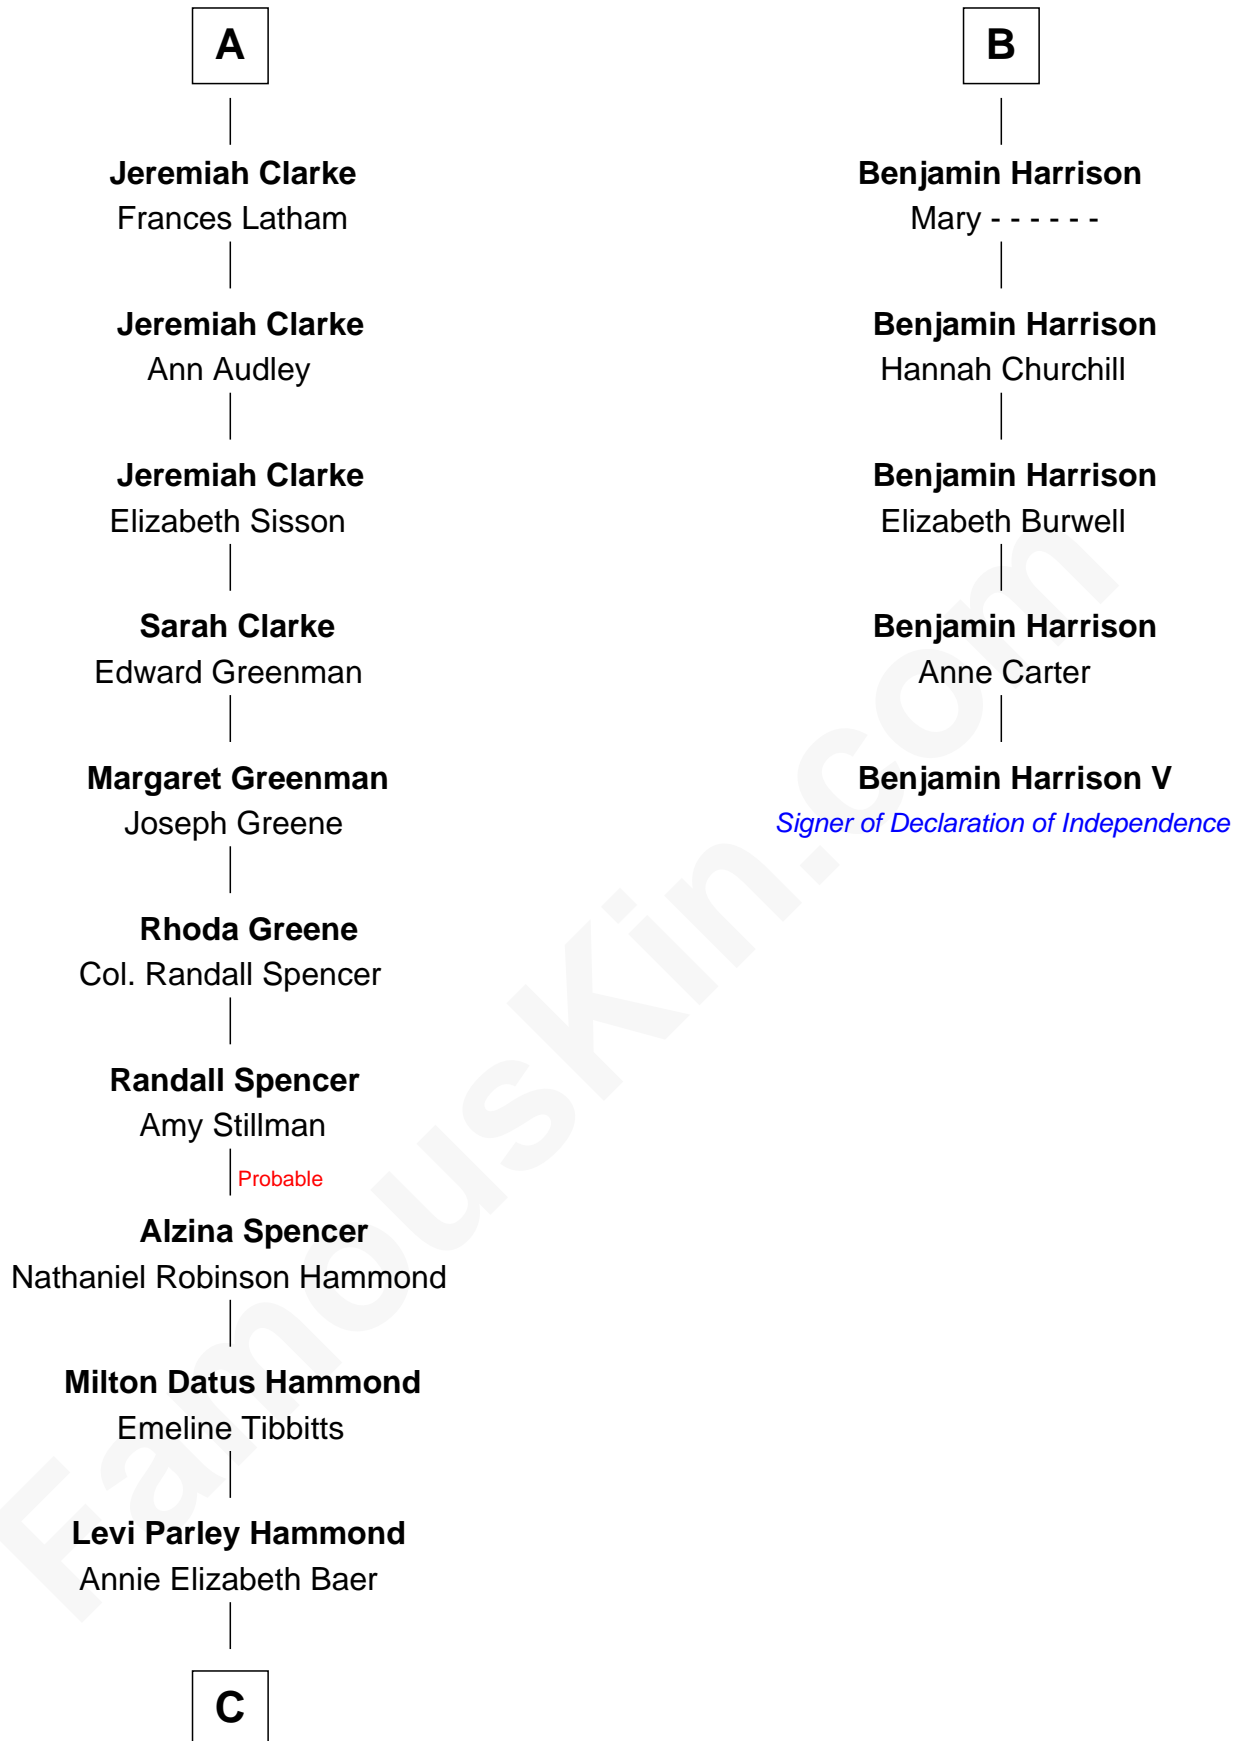 A
Jeremiah Clarke
Frances Latham
Jeremiah Clarke
Ann Audley
Jeremiah Clarke
Elizabeth Sisson
Sarah Clarke
Edward Greenman
Margaret Greenman
Joseph Greene
Rhoda Greene
Col. Randall Spencer
Randall Spencer
Amy Stillman
Probable
Alzina Spencer
Nathaniel Robinson Hammond
Milton Datus Hammond
Emeline Tibbitts
Levi Parley Hammond
Annie Elizabeth Baer
C
B
Benjamin Harrison
Mary - - - - - -
Benjamin Harrison
Hannah Churchill
Benjamin Harrison
Elizabeth Burwell
Benjamin Harrison
Anne Carter
Benjamin Harrison V
Signer of Declaration of Independence
FamousKin.com